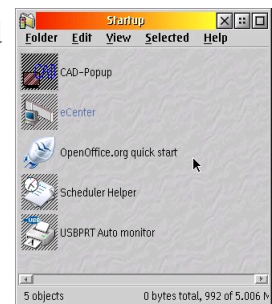 Startup
Folder Edit View Selected Help
CAD-Popup
eCenter
OpenOffice.org quick start
Scheduler Helper
USB
USBPRT Auto monitor
5 objects 0 bytes total, 992 of 5.006 M